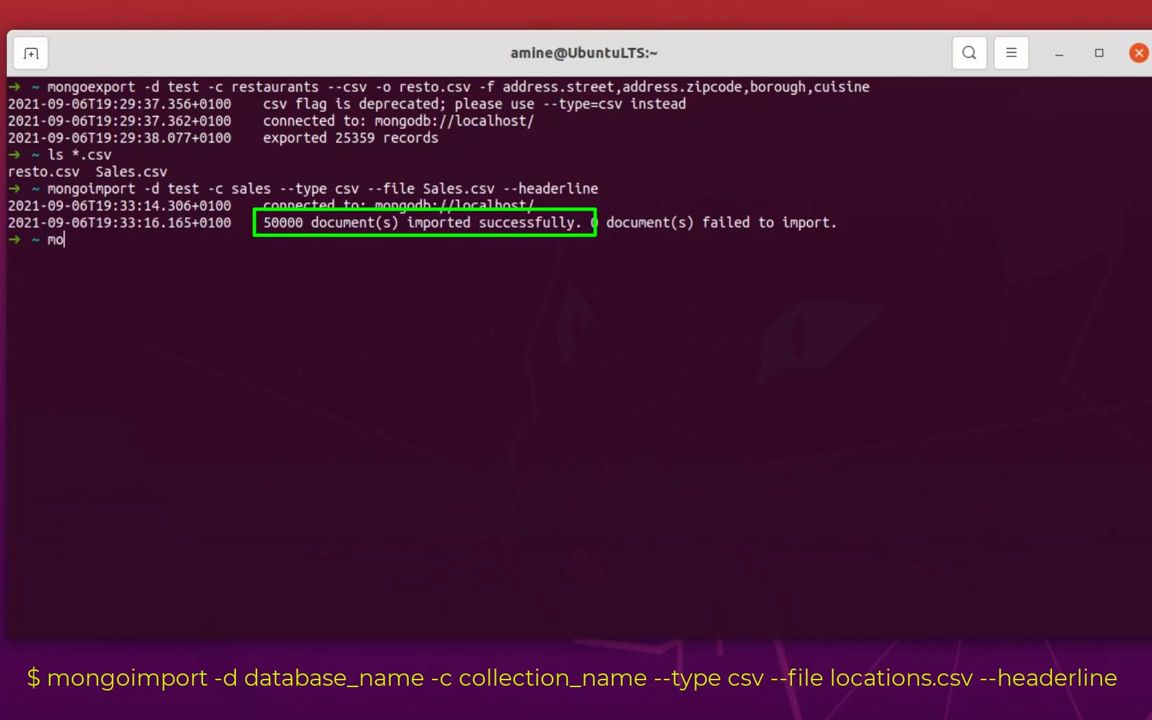 amine@UbuntuLTS:~
→ ~ mongoexport -d test -c restaurants --csv -o resto.csv -f address.street,address.zipcode,borough,cuisine
2021-09-06T19:29:37.356+0100 csv flag is deprecated; please use --type=csv instead
2021-09-06T19:29:37.362+0100 connected to: mongodb://localhost/
2021-09-06T19:29:38.077+0100 exported 25359 records
→ ~ ls *.csv
resto.csv Sales.csv
→ ~ mongoimport -d test -c sales --type csv --file Sales.csv --headerline
2021-09-06T19:33:14.306+0100 connected to: mongodb://localhost/
2021-09-06T19:33:16.165+0100 50000 document(s) imported successfully. 0 document(s) failed to import.
→ ~ mo
$ mongoimport -d database_name -c collection_name --type csv --file locations.csv --headerline